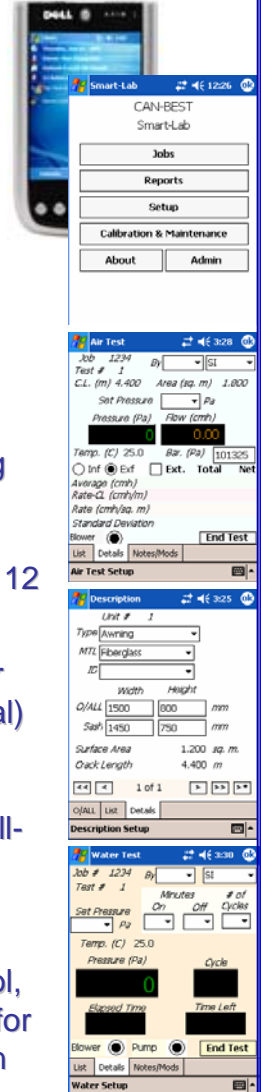 DELL
Smart-Lab 12:26 ok
CAN-BEST
Smart-Lab
Jobs
Reports
Setup
Calibration & Maintenance
About Admin
Air Test 3:28 ok
Job 1234 By SI
Test # 1
C.L. (m) 4.400 Area (sq. m) 1.800
Set Pressure Pa
Pressure (Pa) Flow (cmh)
0 0.00
Temp. (C) 25.0 Bar. (Pa) 101325
Inf Exf Ext. Total Net
Average (cmh)
Rate-CL (cmh/m)
Rate (cmh/sq. m)
Standard Deviation
Blower End Test
List Details Notes/Mods
Air Test Setup
g
12
-
al)
ll-
ol,
for
n
Description 3:25 ok
Unit # 1
Type Awning
MTL Fiberglass
IG
Width Height
O/ALL 1500 800 mm
Sash 1450 750 mm
Surface Area 1.200 sq. m.
Crack Length 4.400 m
1 of 1
O/ALL List Details
Description Setup
Water Test 3:30 ok
Job # 1234 By SI
Test # 1
Minutes # of
Set Pressure On Off Cycles
Pa
Temp. (C) 25.0
Pressure (Pa) Cycle
0
Elapsed Time Time Left
Blower Pump End Test
List Details Notes/Mods
Water Setup